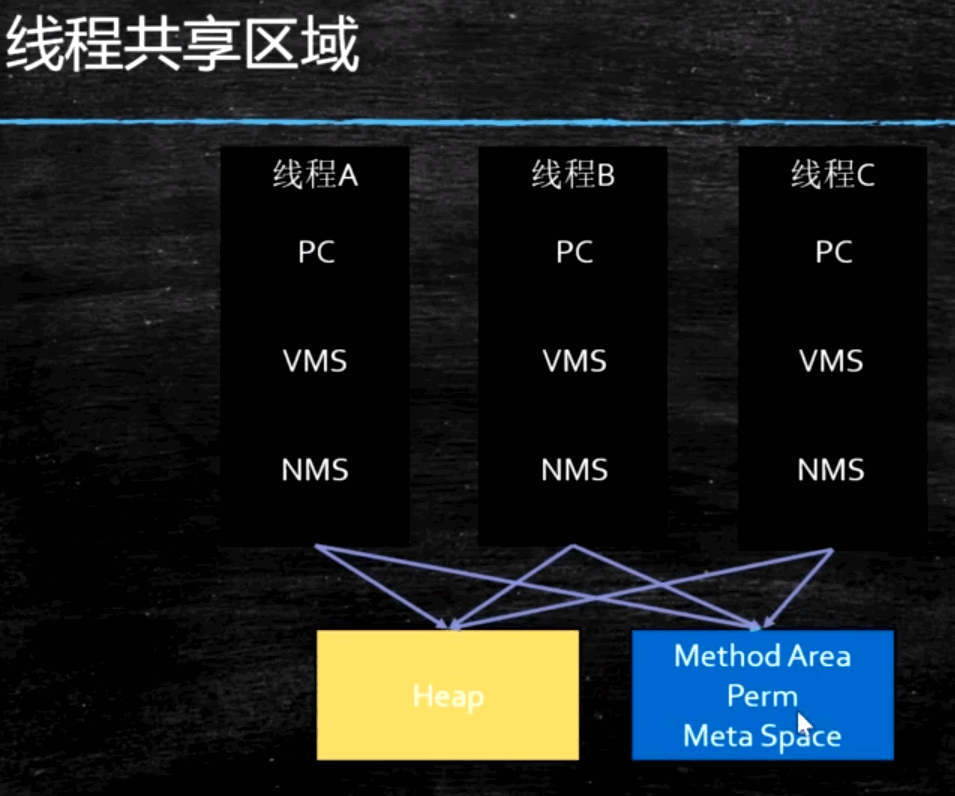 线程共享区域
线程A
线程B
线程C
PC
PC
PC
VMS
VMS
VMS
NMS
NMS
NMS
Heap
Method Area
Perm
Meta Space